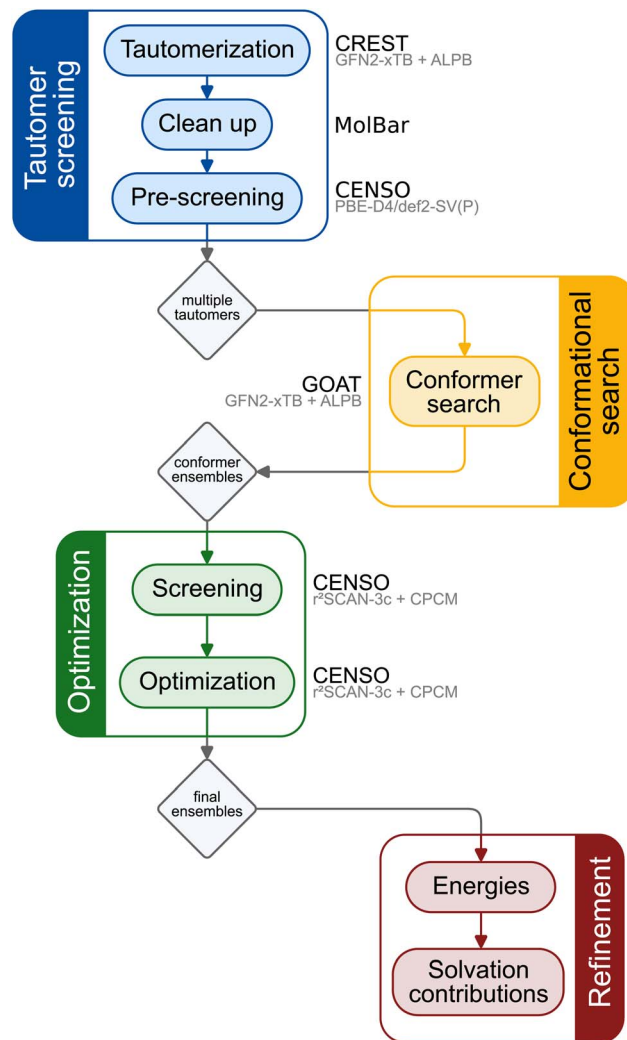 Tautomer
screening
Tautomerization
CREST
GFN2-xTB + ALPB
Clean up
MolBar
Pre-screening
CENSO
PBE-D4/def2-SV(P)
multiple
tautomers
Conformational
search
GOAT
GFN2-xTB + ALPB
Conformer
search
conformer
ensembles
Optimization
Screening
CENSO
r²SCAN-3c + CPCM
Optimization
CENSO
r²SCAN-3c + CPCM
final
ensembles
Refinement
Energies
Solvation
contributions